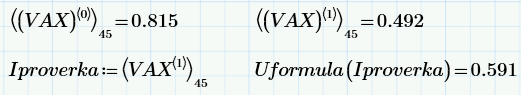 ((VAX)⟨0⟩)45 = 0.815 ((VAX)⟨1⟩)45 = 0.492
Iproverka := (VAX⟨1⟩)45 Uformula(Iproverka) = 0.591